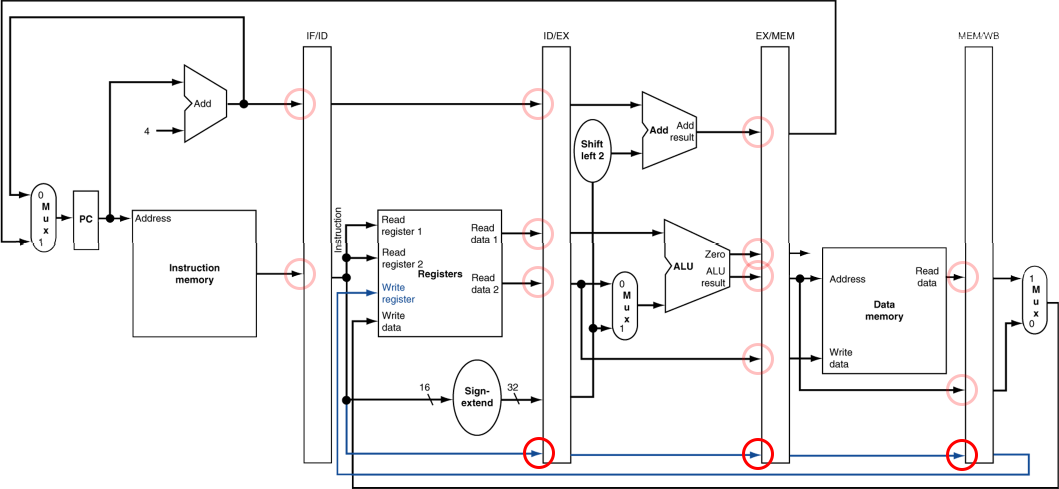 IF/ID
ID/EX
EX/MEM
MEM/WB
Add
4
Add
Add
result
Shift
left 2
0
M
u
x
1
PC
Address
Instruction
memory
Instruction
Read
register 1
Read
register 2
Registers
Write
register
Write
data
Read
data 1
Read
data 2
0
M
u
x
1
Zero
ALU
ALU
result
Address
Read
data
Data
memory
Write
data
1
M
u
x
0
16
Sign-
extend
32